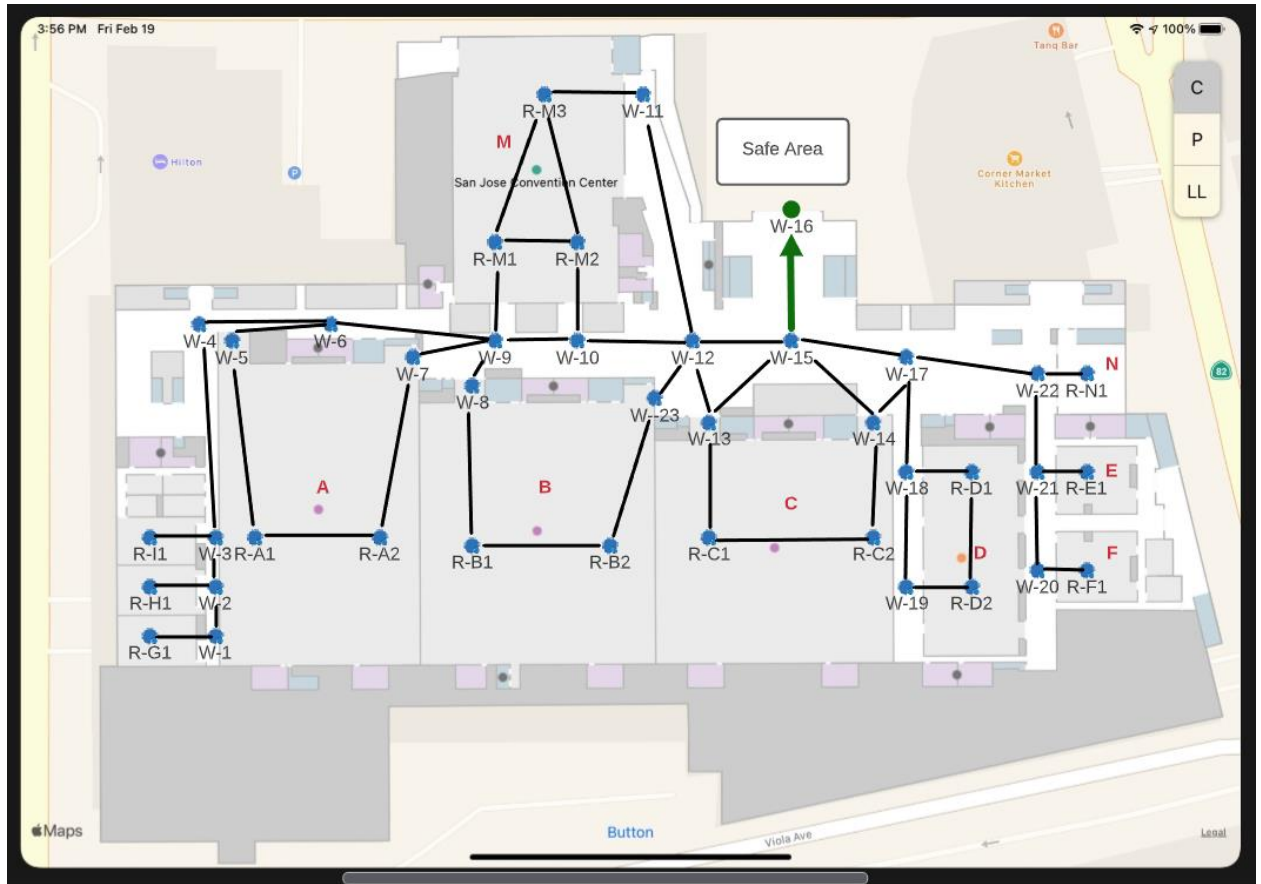 3:56 PM Fri Feb 19
100%
Tanq Bar
C
P
LL
R-M3
W-11
M
Safe Area
Hilton
P
San Jose Convention Center
Corner Market
Kitchen
W-16
R-M1
R-M2
W-4
W-5
W-6
W-7
W-9
W-10
W-12
W-15
W-17
N
W-22
R-N1
82
W-8
W--23
W-13
W-14
A
B
C
W-18
R-D1
W-21
R-E1
E
R-I1
W-3
R-A1
R-A2
R-B1
R-B2
R-C1
R-C2
D
F
R-H1
W-2
W-19
R-D2
W-20
R-F1
R-G1
W-1
Maps
Button
Viola Ave
Legal